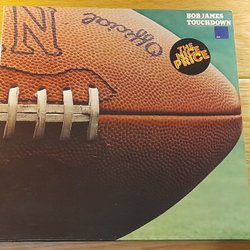 BOB JAMES
TOUCHDOWN
N
Official
THE
NICE
PRICE